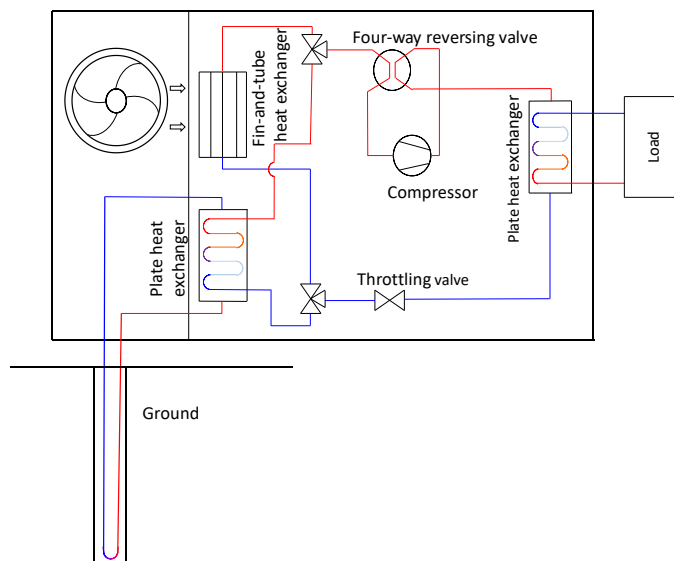 Four-way reversing valve
Fin-and-tube
heat exchanger
Plate heat exchanger
Load
Compressor
Plate heat
exchanger
Throttling valve
Ground